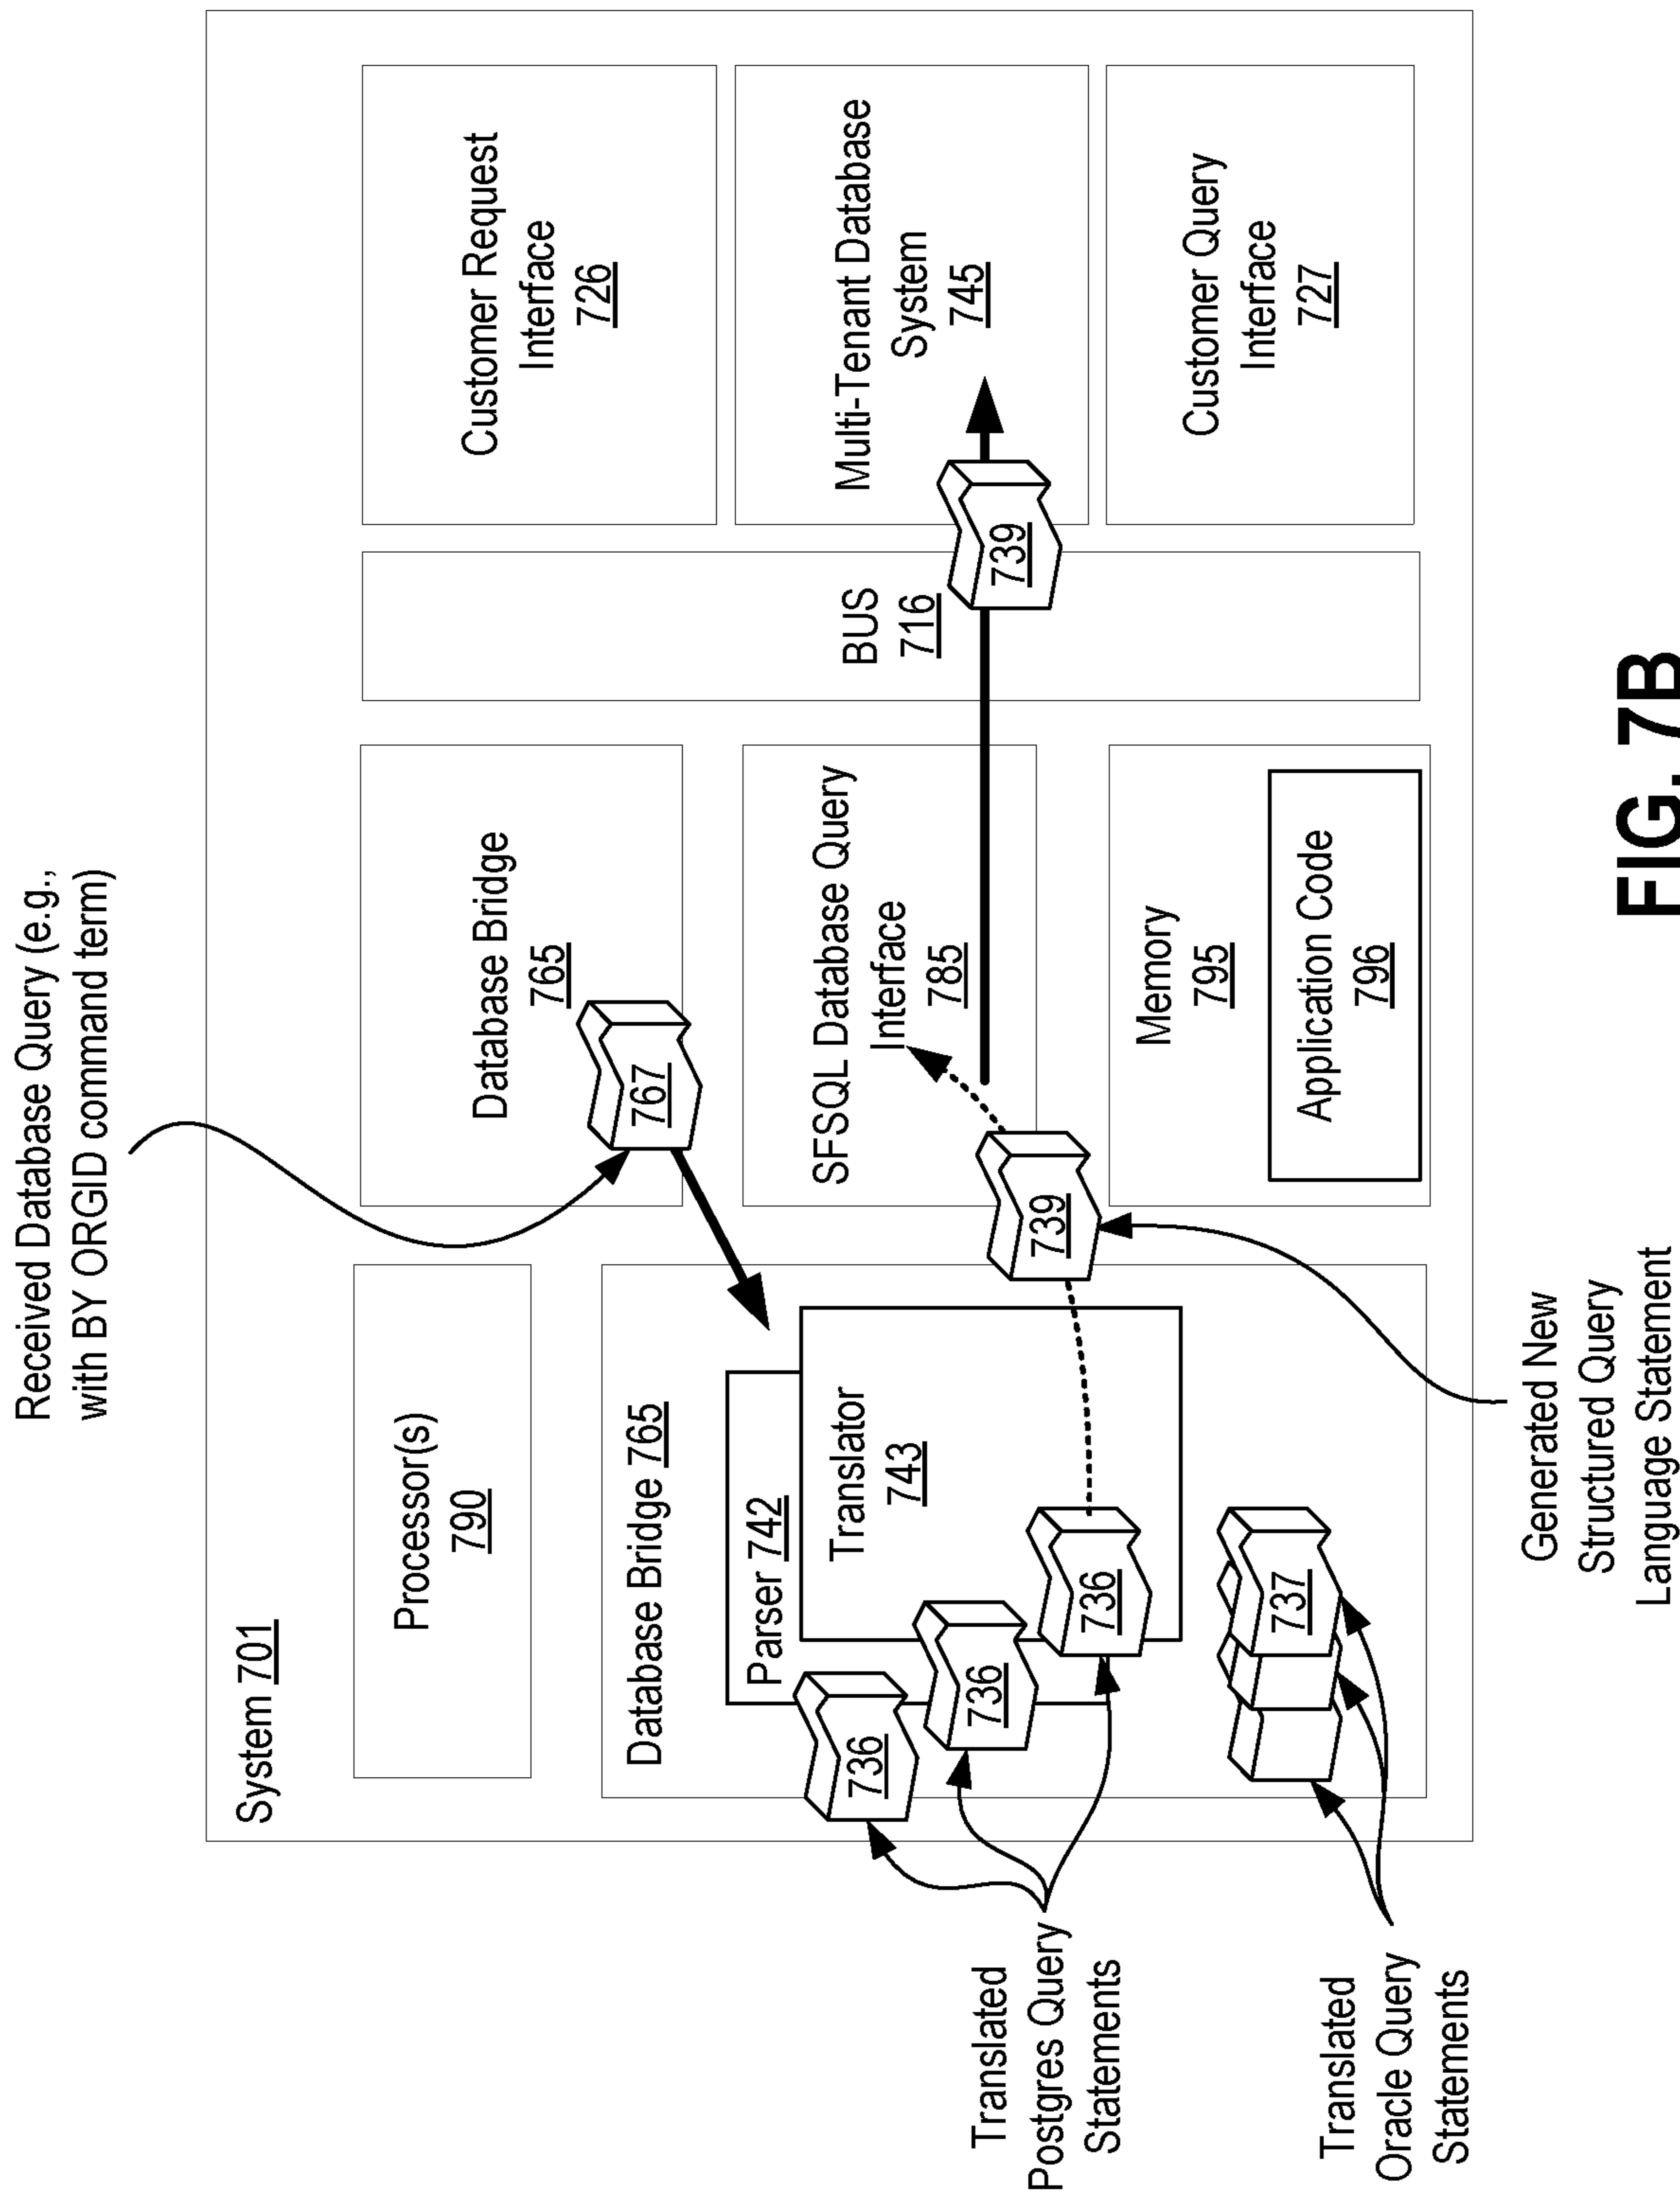 Received Database Query (e.g.,
with BY ORGID command term)
System 701
Processor(s)
790
Database Bridge
765
767
Customer Request
Interface
726
Database Bridge 765
Parser 742
Translator
743
736
736
736
737
SFSQL Database Query
Interface
785
739
BUS
716
739
Multi-Tenant Database
System
745
Memory
795
Application Code
796
Customer Query
Interface
727
Translated
Postgres Query
Statements
Translated
Oracle Query
Statements
Generated New
Structured Query
Language Statement
FIG. 7B